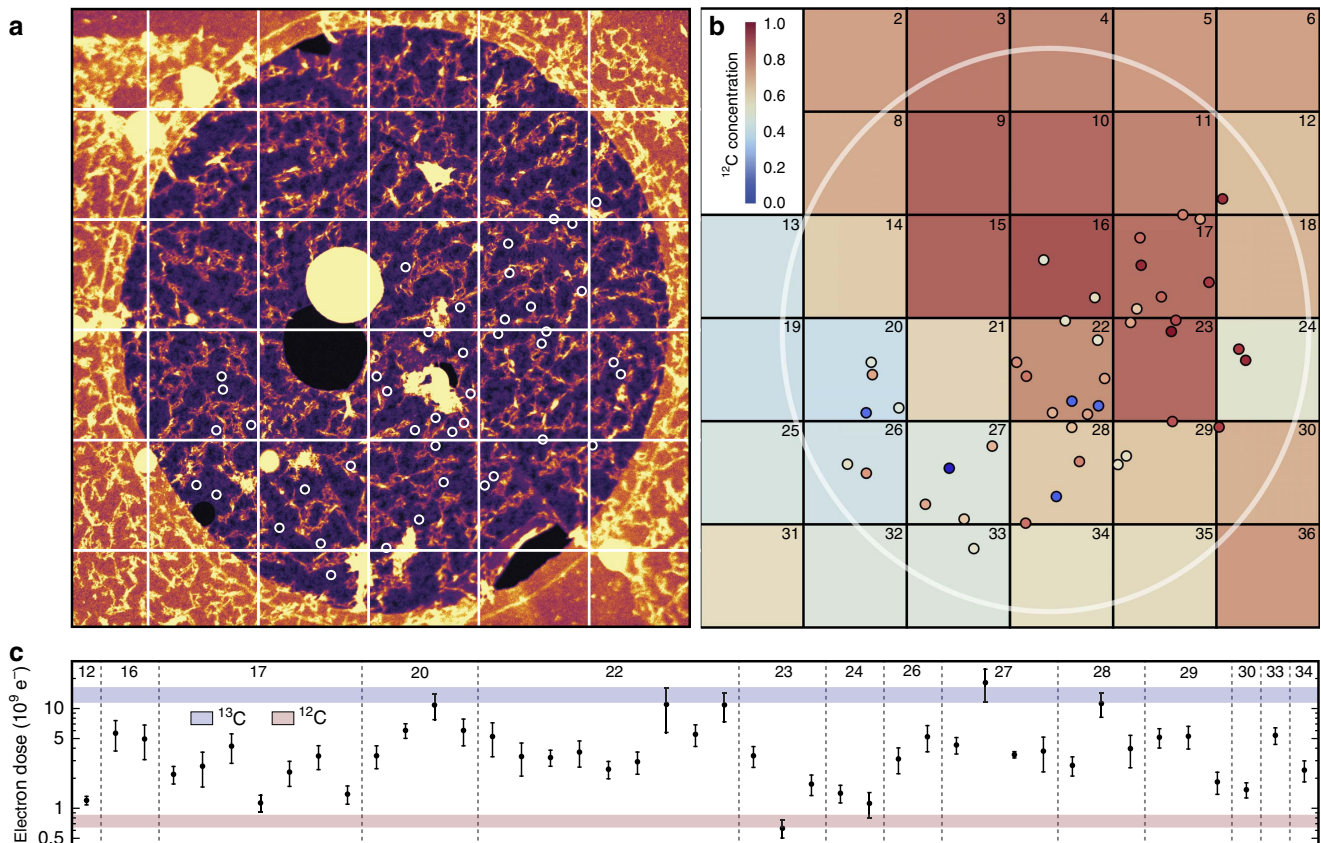 a
b
1.0
0.8
0.6
0.4
0.2
0.0
¹²C concentration
2 3 4 5 6
8 9 10 11 12
13 14 15 16 17 18
19 20 21 22 23 24
25 26 27 28 29 30
31 32 33 34 35 36
c
12 16 17 20 22 23 24 26 27 28 29 30 33 34
Electron dose (10⁹ e⁻)
10
5
1
0.5
¹³C ¹²C